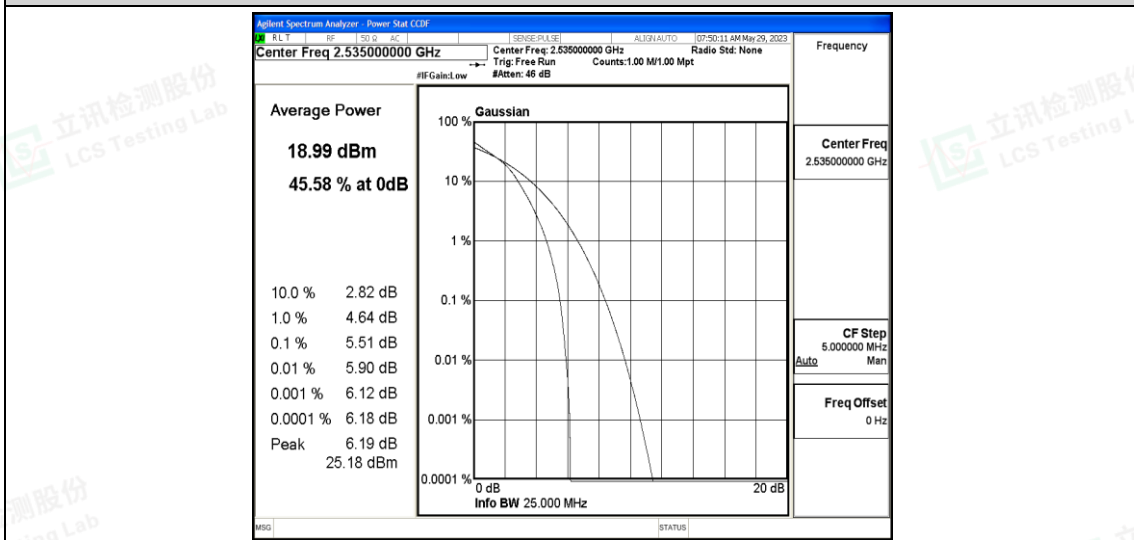 Agilent Spectrum Analyzer - Power Stat CCDF
RLT RF 50 Ω AC SENSE:PULSE ALIGN AUTO 07:50:11 AM May 29, 2023
Center Freq 2.535000000 GHz
Center Freq: 2.535000000 GHz Radio Std: None
Trig: Free Run Counts:1.00 M/1.00 Mpt
#IFGain:Low #Atten: 46 dB
Frequency
Average Power
18.99 dBm
45.58 % at 0dB
10.0 % 2.82 dB
1.0 % 4.64 dB
0.1 % 5.51 dB
0.01 % 5.90 dB
0.001 % 6.12 dB
0.0001 % 6.18 dB
Peak 6.19 dB
25.18 dBm
Gaussian
100 %
10 %
1 %
0.1 %
0.01 %
0.001 %
0.0001 %
0 dB 20 dB
Info BW 25.000 MHz
Center Freq
2.535000000 GHz
CF Step
5.000000 MHz
Auto Man
Freq Offset
0 Hz
MSG STATUS
立讯检测股份
LCS Testing Lab
立讯检测股份
LCS Testing L
测股份
ing Lab
立